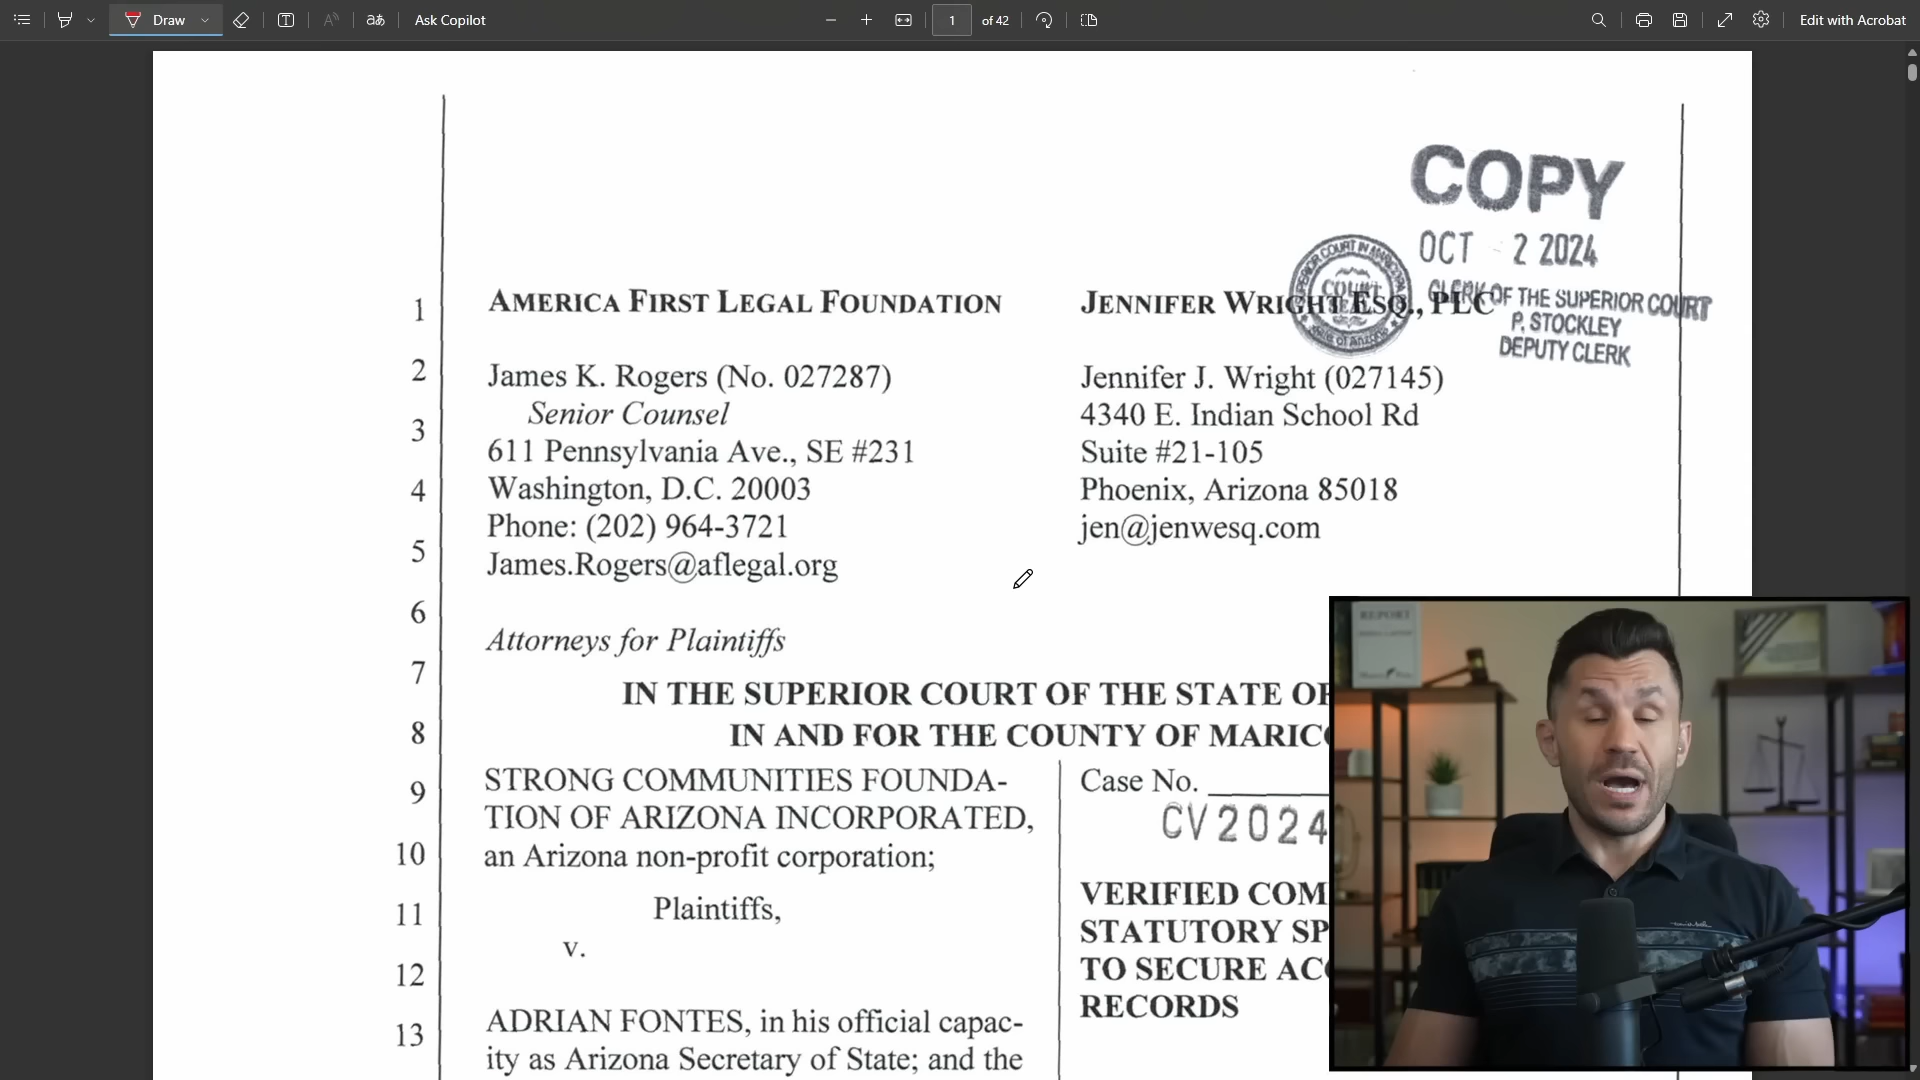 Draw
Ask Copilot
1 of 42
Edit with Acrobat
COPY
OCT - 2 2024
CLERK OF THE SUPERIOR COURT
P. STOCKLEY
DEPUTY CLERK
1 AMERICA FIRST LEGAL FOUNDATION
JENNIFER WRIGHT ESQ., PLC
2 James K. Rogers (No. 027287)
Senior Counsel
3 611 Pennsylvania Ave., SE #231
4 Washington, D.C. 20003
Phone: (202) 964-3721
5 James.Rogers@aflegal.org
Jennifer J. Wright (027145)
4340 E. Indian School Rd
Suite #21-105
Phoenix, Arizona 85018
jen@jenwesq.com
6 Attorneys for Plaintiffs
7 IN THE SUPERIOR COURT OF THE STATE OF
8 IN AND FOR THE COUNTY OF MARIC
9 STRONG COMMUNITIES FOUNDA-
TION OF ARIZONA INCORPORATED,
10 an Arizona non-profit corporation;
11 Plaintiffs,
v.
12
13 ADRIAN FONTES, in his official capac-
ity as Arizona Secretary of State; and the
Case No.
CV2024
VERIFIED COM
STATUTORY SP
TO SECURE AC
RECORDS
REPORT